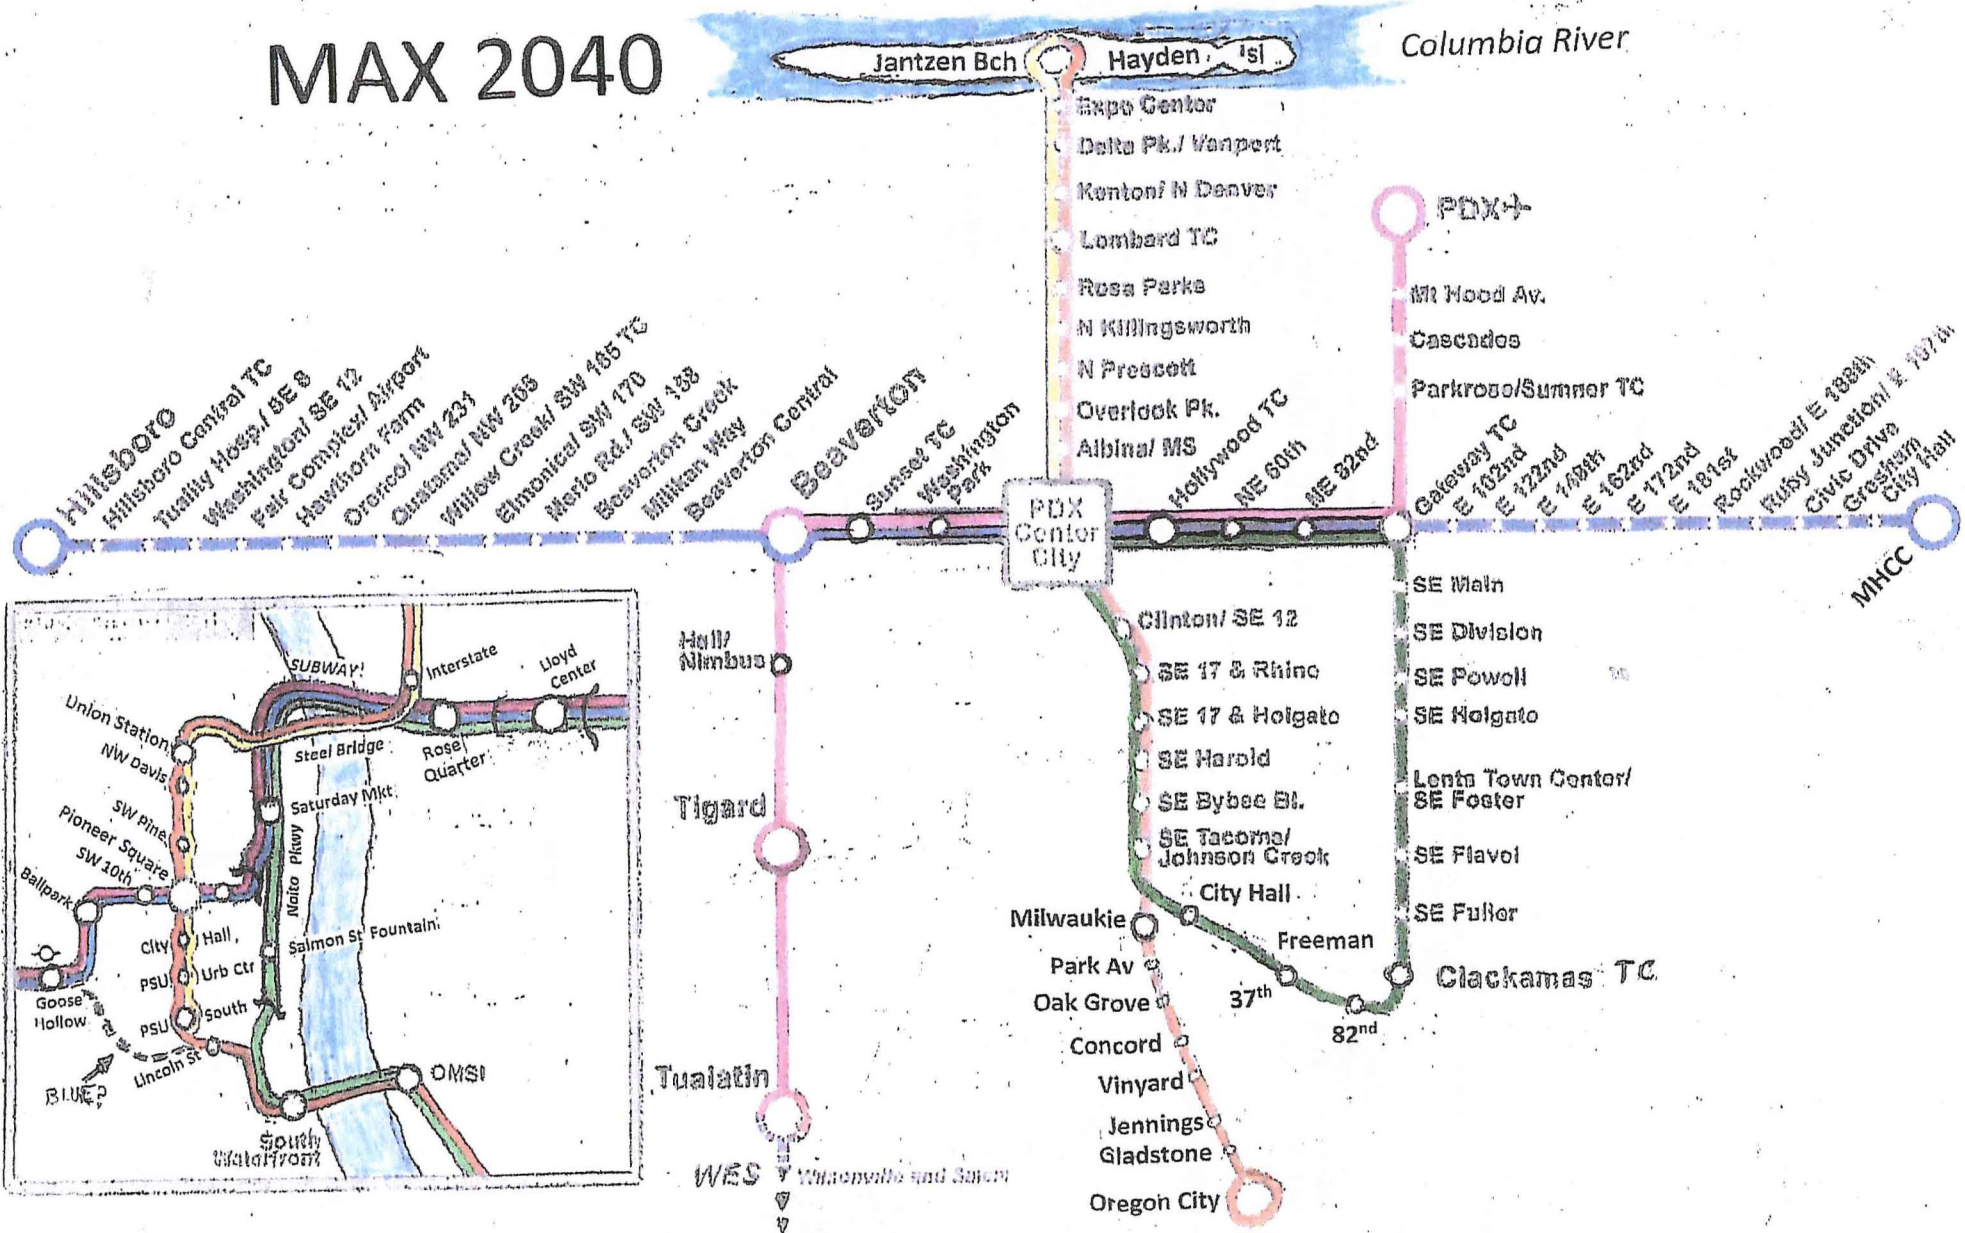 MAX 2040
Columbia River
Jantzen Bch
Hayden Isl
Expo Center
Delta Pk./ Vanport
Kenton/ N Denver
Lombard TC
Rosa Parks
N Killingsworth
N Prescott
Overlook Pk.
Albina/ MS
PDX
Mt Hood Av.
Cascades
Parkrose/Sumner TC
Hillsboro
Hillsboro Central TC
Tuality Hosp./ SE 8
Washington/ SE 12
Fair Complex/ Airport
Hawthorn Farm
Orenco/ NW 231
Quatama/ NW 205
Willow Creek/ SW 185 TC
Elmonica/ SW 170
Merlo Rd./ SW 158
Beaverton Creek
Millikan Way
Beaverton Central
Beaverton
Sunset TC
Washington
Park
PDX
Center
City
Hollywood TC
NE 60th
NE 82nd
Gateway TC
E 102nd
E 122nd
E 148th
E 162nd
E 172nd
E 181st
Rockwood/ E 188th
Ruby Junction/ E 197th
Civic Drive
Gresham
City Hall
MHCC
SE Main
SE Division
SE Powell
SE Holgate
Lents Town Center/
SE Foster
SE Flavel
SE Fuller
Clackamas TC
Clinton/ SE 12
SE 17 & Rhine
SE 17 & Holgate
SE Harold
SE Bybee Bl.
SE Tacoma/
Johnson Creek
City Hall
Freeman
37th
82nd
Milwaukie
Park Av
Oak Grove
Concord
Vinyard
Jennings
Gladstone
Oregon City
Hall/
Nimbus
Tigard
Tualatin
WES
Wilsonville and Salem
SUBWAY!
Interstate
Lloyd
Center
Union Station
NW Davis
Steel Bridge
Rose
Quarter
SW Pine
Saturday Mkt
Pioneer Square
SW 10th
Naito Pkwy
Ballpark
City Hall
Salmon St Fountain
PSU Urb Ctr
Goose
Hollow
PSU South
Lincoln St
BLUE?
OMSI
South
Waterfront